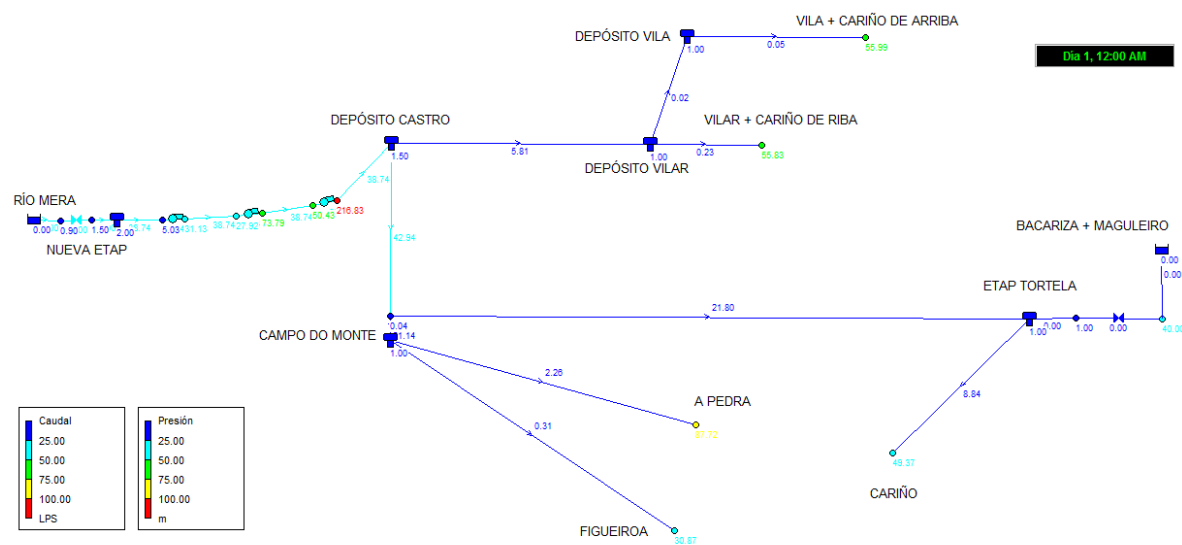 VILA + CARIÑO DE ARRIBA
DEPÓSITO VILA
1.00
0.05
55.99
Día 1, 12:00 AM
0.02
DEPÓSITO CASTRO
VILAR + CARIÑO DE RIBA
1.50
5.81
1.00
0.23
55.83
DEPÓSITO VILAR
38.74
RÍO MERA
0.00
0.90
1.50
2.00
5.03
431.13
38.74
27.92
73.79
38.74
50.43
216.83
NUEVA ETAP
42.94
BACARIZA + MAGULEIRO
0.00
0.00
ETAP TORTELA
21.80
0.04
1.00
0.00
1.00
0.00
40.00
CAMPO DO MONTE
1.00
2.26
8.84
A PEDRA
0.31
49.37
CARIÑO
FIGUEIROA
30.87
Caudal
25.00
50.00
75.00
100.00
LPS
Presión
25.00
50.00
75.00
100.00
m